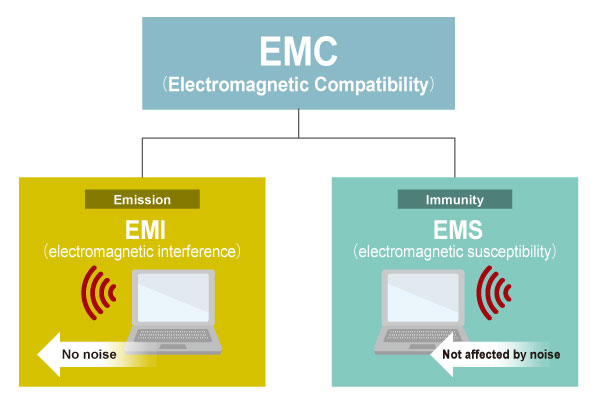 EMC
(Electromagnetic Compatibility)
Emission
EMI
(electromagnetic interference)
No noise
Immunity
EMS
(electromagnetic susceptibility)
Not affected by noise